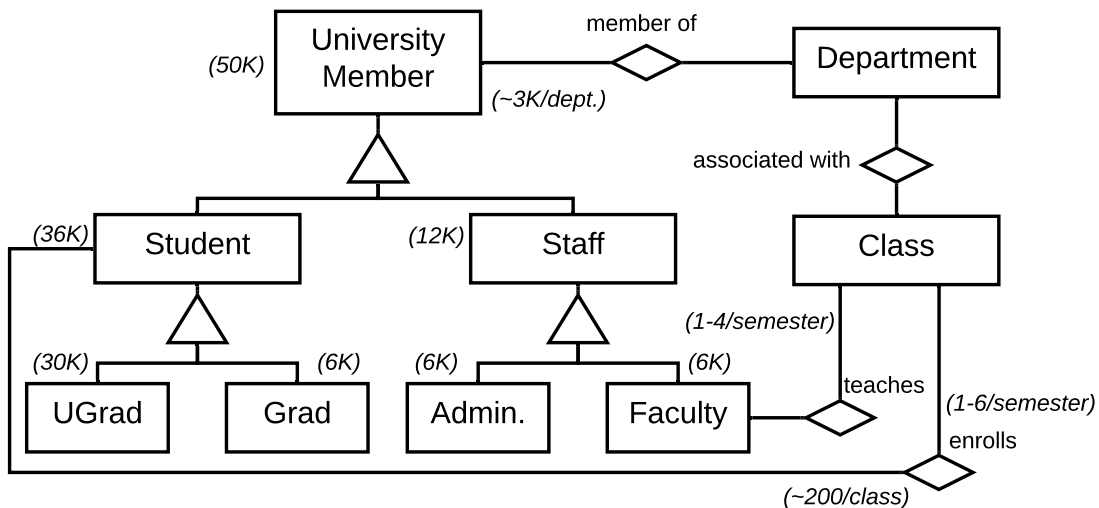 member of
University
Member
(50K)
Department
(~3K/dept.)
associated with
(36K)
Student
(12K)
Staff
Class
(1-4/semester)
(30K)
(6K)
(6K)
(6K)
UGrad
Grad
Admin.
Faculty
teaches
(1-6/semester)
enrolls
(~200/class)